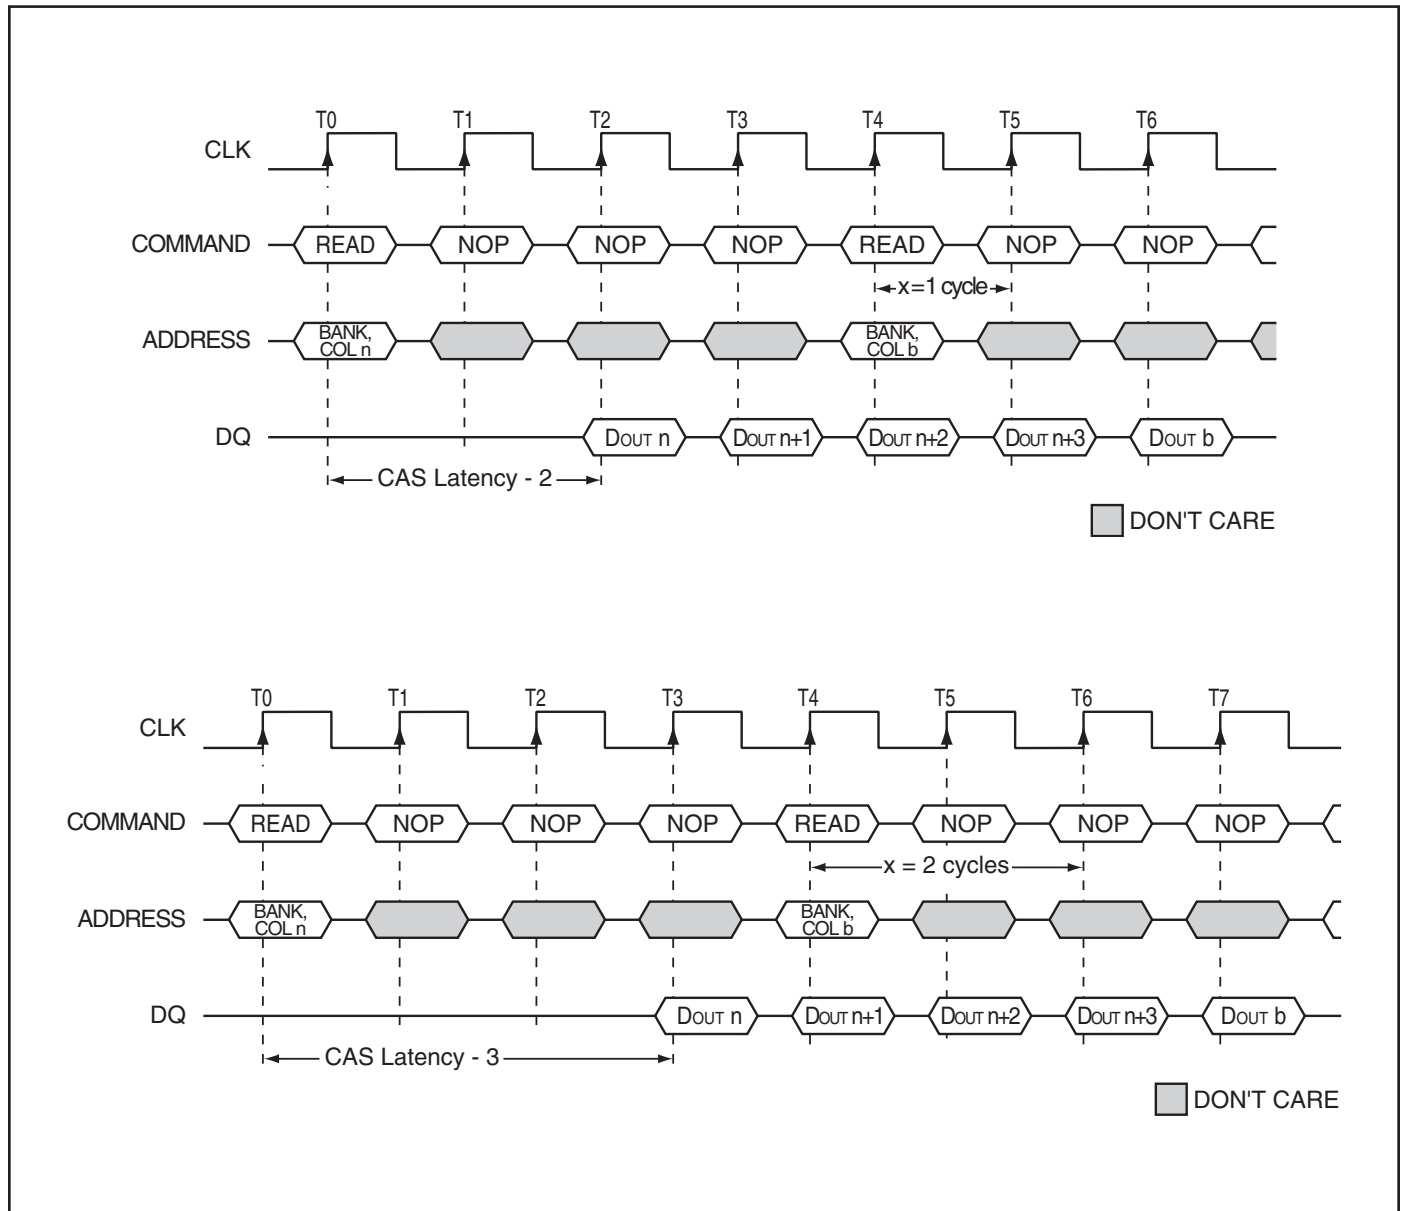 T0 T1 T2 T3 T4 T5 T6
CLK
COMMAND READ NOP NOP NOP READ NOP NOP
x=1 cycle
ADDRESS BANK, COL n BANK, COL b
DQ DOUT n DOUT n+1 DOUT n+2 DOUT n+3 DOUT b
CAS Latency - 2
DON'T CARE
T0 T1 T2 T3 T4 T5 T6 T7
CLK
COMMAND READ NOP NOP NOP READ NOP NOP NOP
x = 2 cycles
ADDRESS BANK, COL n BANK, COL b
DQ DOUT n DOUT n+1 DOUT n+2 DOUT n+3 DOUT b
CAS Latency - 3
DON'T CARE